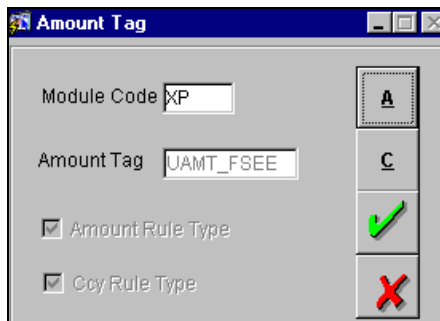 Amount Tag
Module Code XP
A
Amount Tag UAMT_FSEE
C
Amount Rule Type
Ccy Rule Type